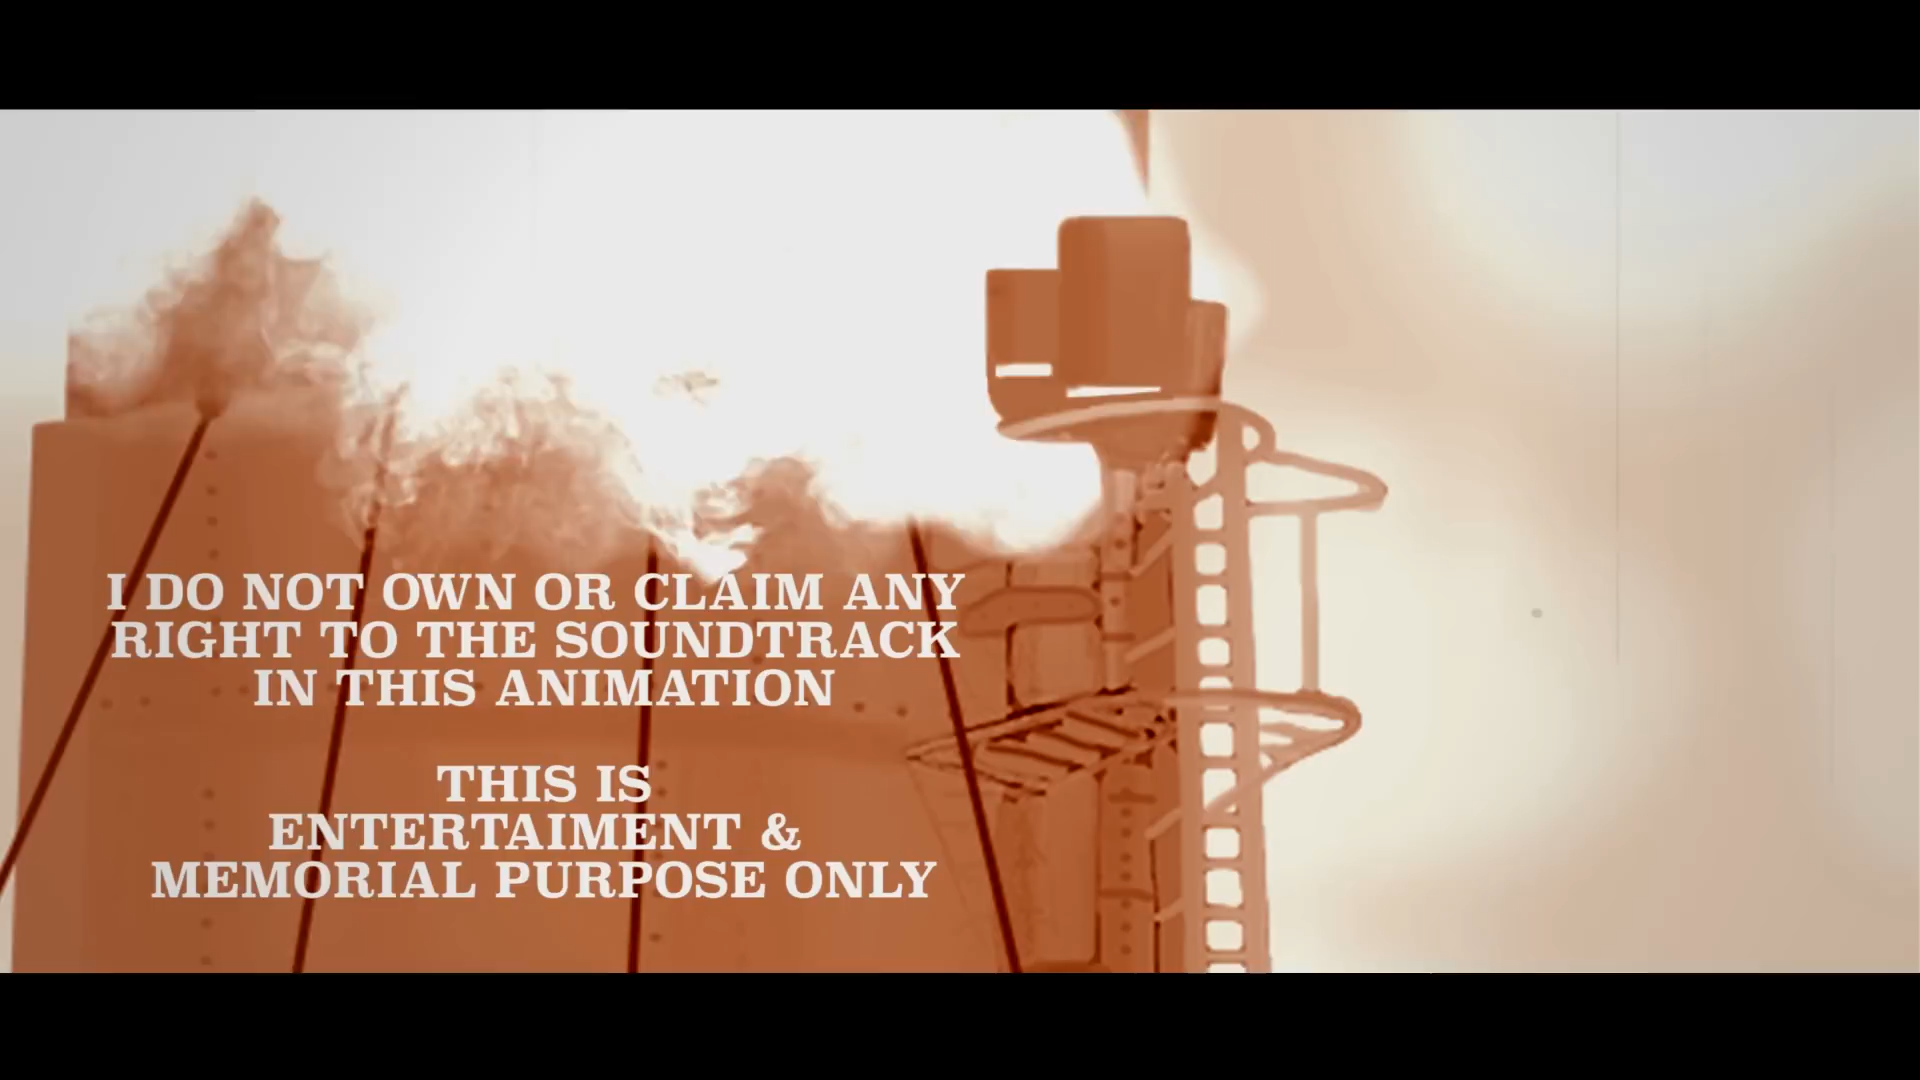 I DO NOT OWN OR CLAIM ANY
RIGHT TO THE SOUNDTRACK
IN THIS ANIMATION
THIS IS
ENTERTAIMENT &
MEMORIAL PURPOSE ONLY